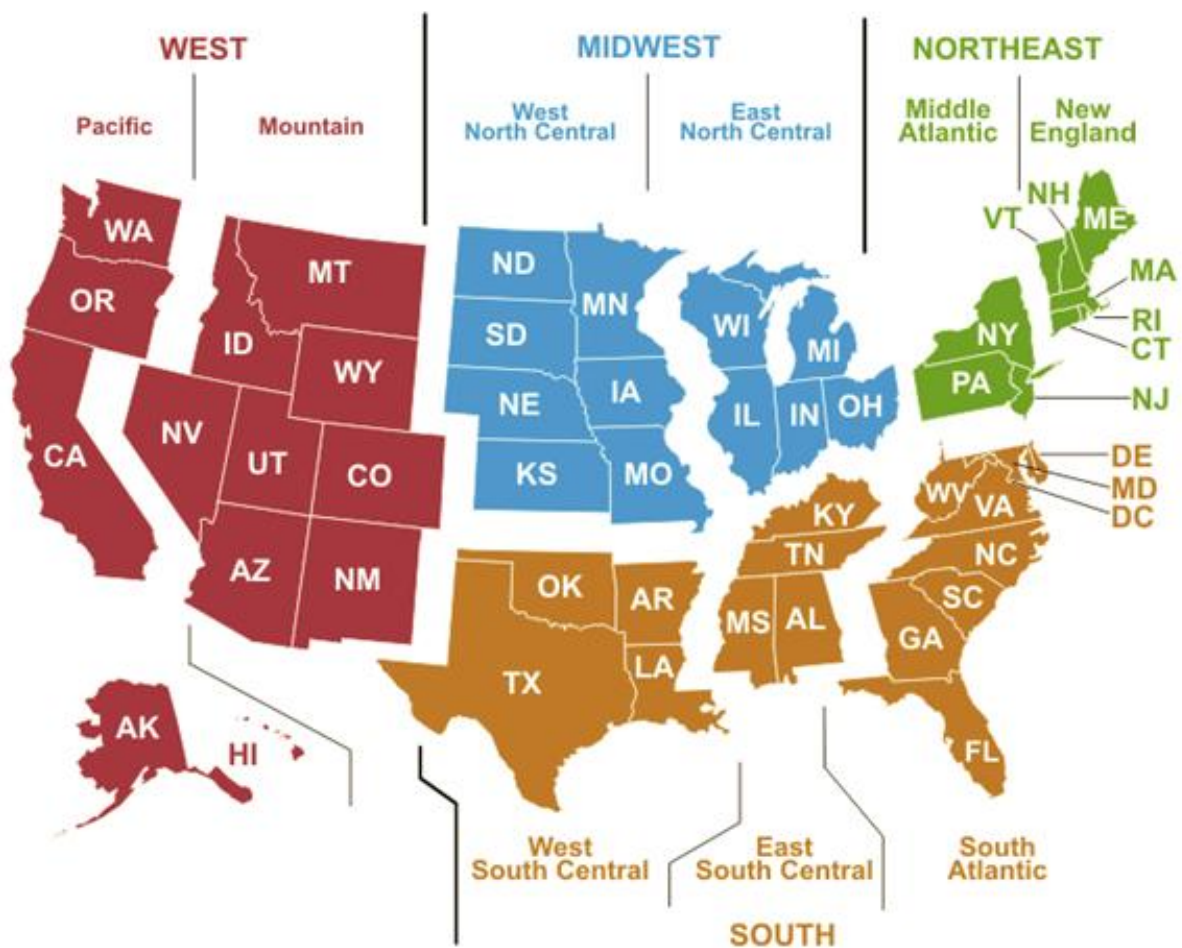 WEST
MIDWEST
NORTHEAST
Pacific
Mountain
West
North Central
East
North Central
Middle
Atlantic
New
England
WA
OR
CA
MT
ID
WY
NV
UT
CO
AZ
NM
AK
HI
ND
SD
NE
KS
MN
IA
MO
WI
MI
IL
IN
OH
NH
VT
ME
MA
RI
CT
NY
PA
NJ
DE
MD
DC
WV
VA
NC
SC
GA
FL
KY
TN
MS
AL
OK
AR
TX
LA
West
South Central
East
South Central
South
Atlantic
SOUTH